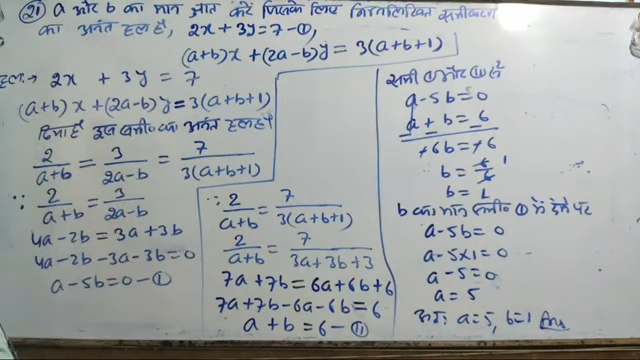 21) a और b का मान ज्ञात करें जिसके लिए निम्नलिखित समीकरण
का अनंत हल है, 2x + 3y = 7 - ①,
(a+b)x + (2a-b)y = 3(a+b+1)
हल:→ 2x + 3y = 7
(a+b)x + (2a-b)y = 3(a+b+1)
दिया है इस समी० का अनंत हल है
2/(a+b) = 3/(2a-b) = 7/(3(a+b+1))
∵ 2/(a+b) = 3/(2a-b)
4a-2b = 3a+3b
4a-2b-3a-3b=0
a-5b=0 - ①
∵ 2/(a+b) = 7/(3(a+b+1))
2/(a+b) = 7/(3a+3b+3)
7a+7b = 6a+6b+6
7a+7b-6a-6b=6
a+b=6 - ⑪
समी ① और ⑪ से
a-5b=0
a+b=6
- - -
+6b=+6
b=6/6 1
b=1
b का मान समी० ① में देने पर
a-5b=0
a-5×1=0
a-5=0
a=5
अतः a=5, b=1 Ans